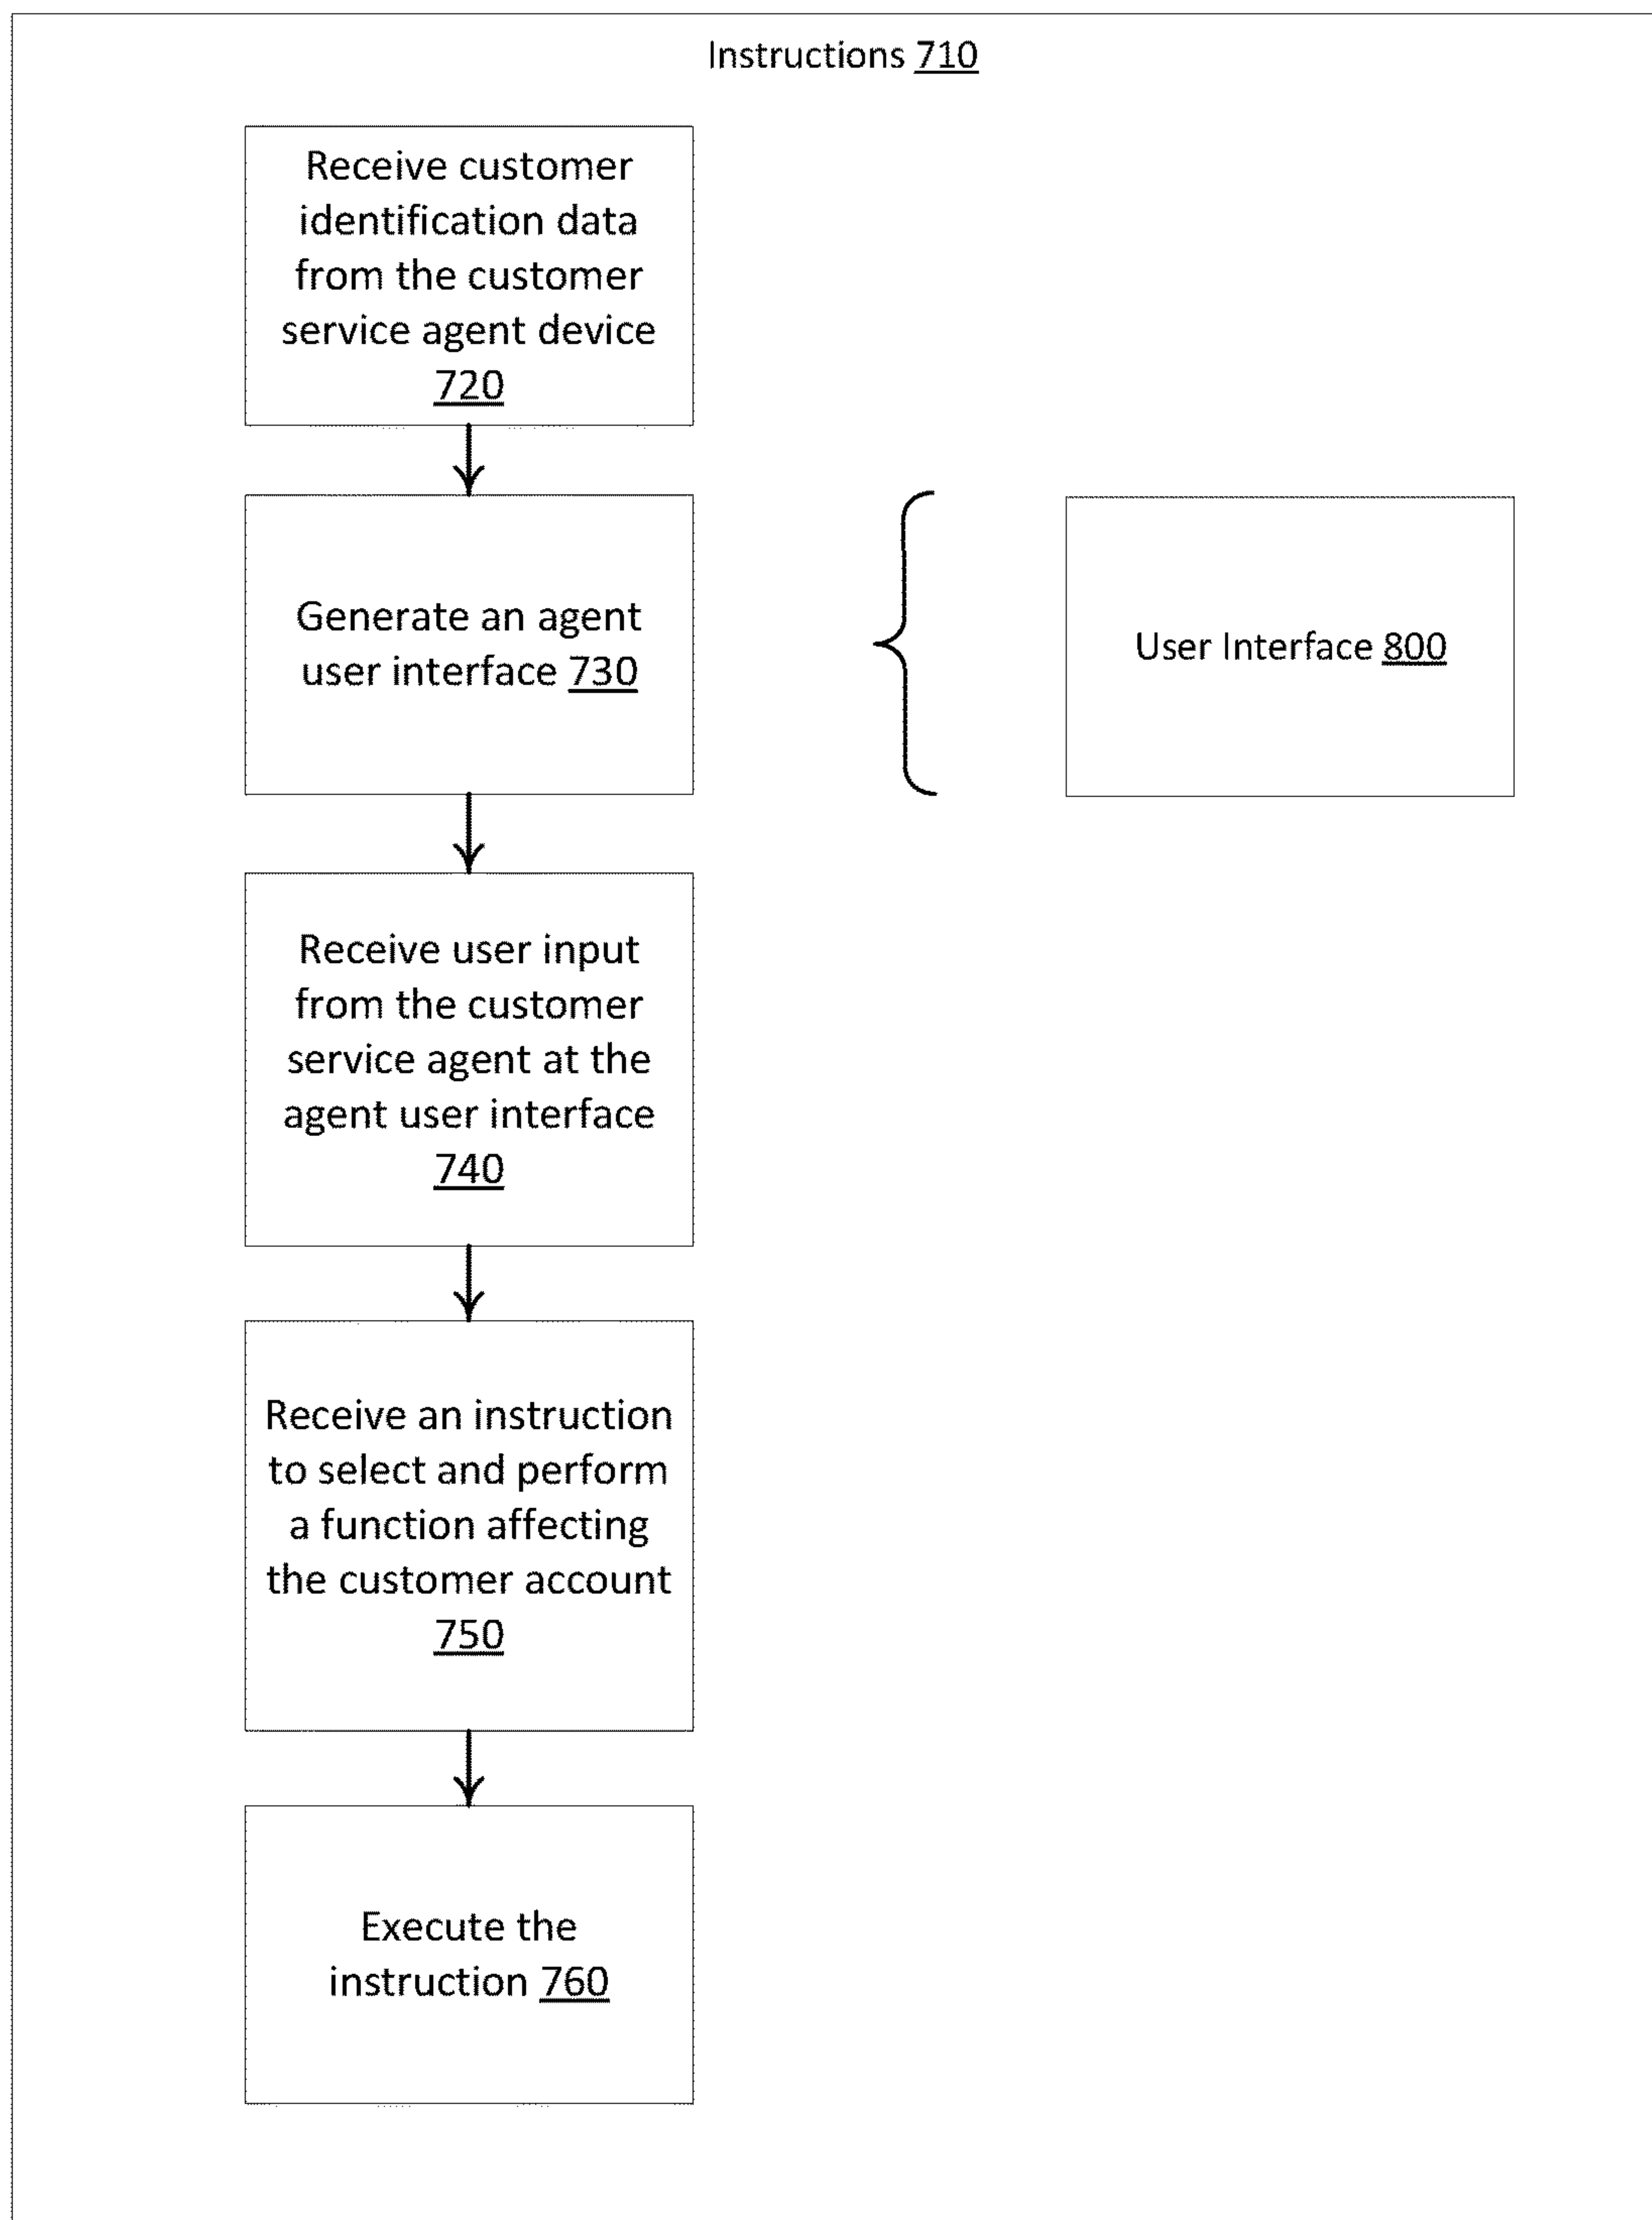 Instructions 710
Receive customer
identification data
from the customer
service agent device
720
Generate an agent
user interface 730
User Interface 800
Receive user input
from the customer
service agent at the
agent user interface
740
Receive an instruction
to select and perform
a function affecting
the customer account
750
Execute the
instruction 760